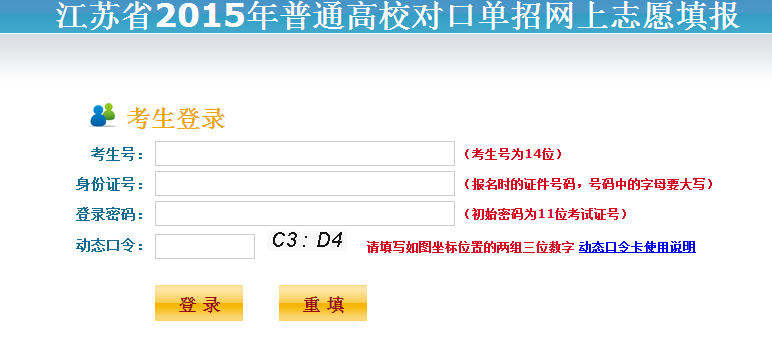 江苏省2015年普通高校对口单招网上志愿填报
考生登录
考生号： （考生号为14位）
身份证号： （报名时的证件号码，号码中的字母要大写）
登录密码： （初始密码为11位考试证号）
动态口令： C3 : D4 请填写如图坐标位置的两组三位数字 动态口令卡使用说明
登 录 重 填